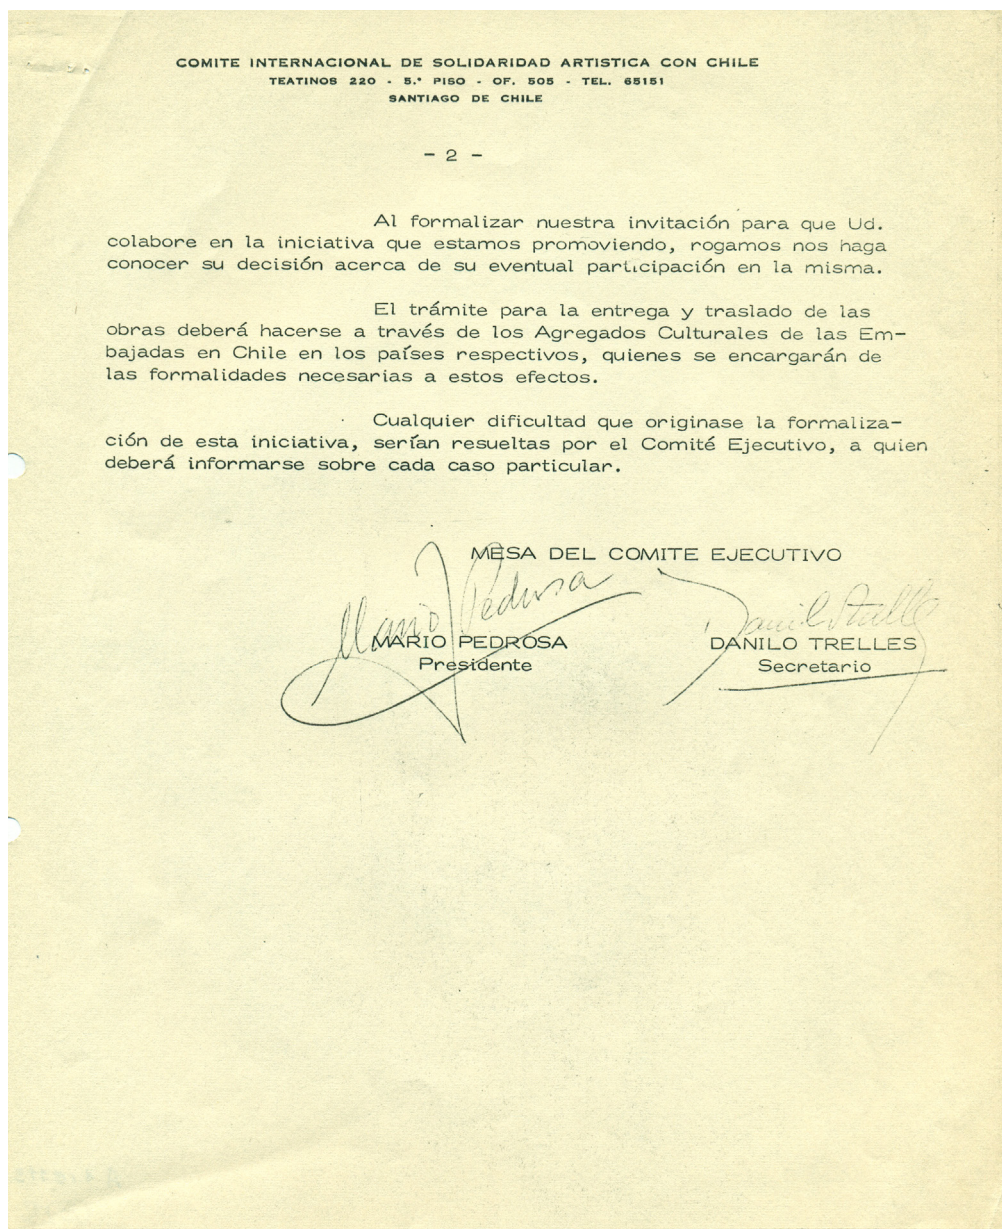 COMITE INTERNACIONAL DE SOLIDARIDAD ARTISTICA CON CHILE
TEATINOS 220 - 5.º PISO - OF. 505 - TEL. 65151
SANTIAGO DE CHILE
- 2 -
Al formalizar nuestra invitación para que Ud.
colabore en la iniciativa que estamos promoviendo, rogamos nos haga
conocer su decisión acerca de su eventual participación en la misma.
El trámite para la entrega y traslado de las
obras deberá hacerse a través de los Agregados Culturales de las Em-
bajadas en Chile en los países respectivos, quienes se encargarán de
las formalidades necesarias a estos efectos.
Cualquier dificultad que originase la formaliza-
ción de esta iniciativa, serían resueltas por el Comité Ejecutivo, a quien
deberá informarse sobre cada caso particular.
MESA DEL COMITE EJECUTIVO
Mario Pedrosa
MARIO PEDROSA DANILO TRELLES
Presidente Secretario